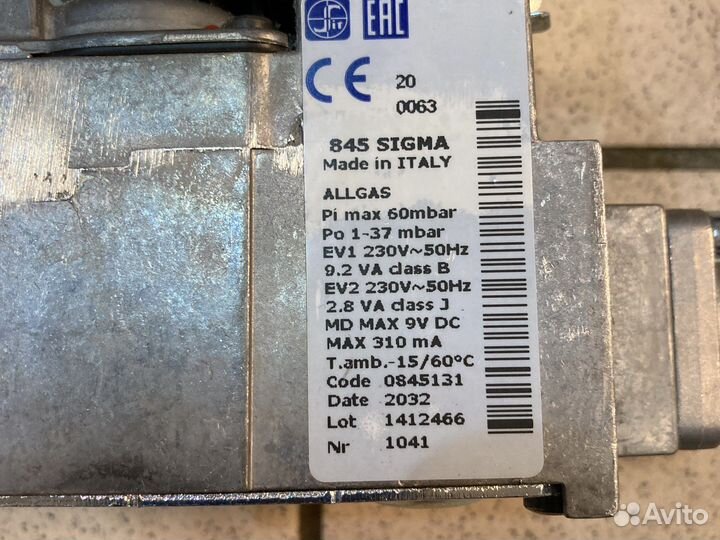 Sit
EAC
CE
20
0063
845 SIGMA
Made in ITALY
ALLGAS
Pi max 60mbar
Po 1-37 mbar
EV1 230V~50Hz
9.2 VA class B
EV2 230V~50Hz
2.8 VA class J
MD MAX 9V DC
MAX 310 mA
T.amb.-15/60°C
Code 0845131
Date 2032
Lot 1412466
Nr 1041
Avito